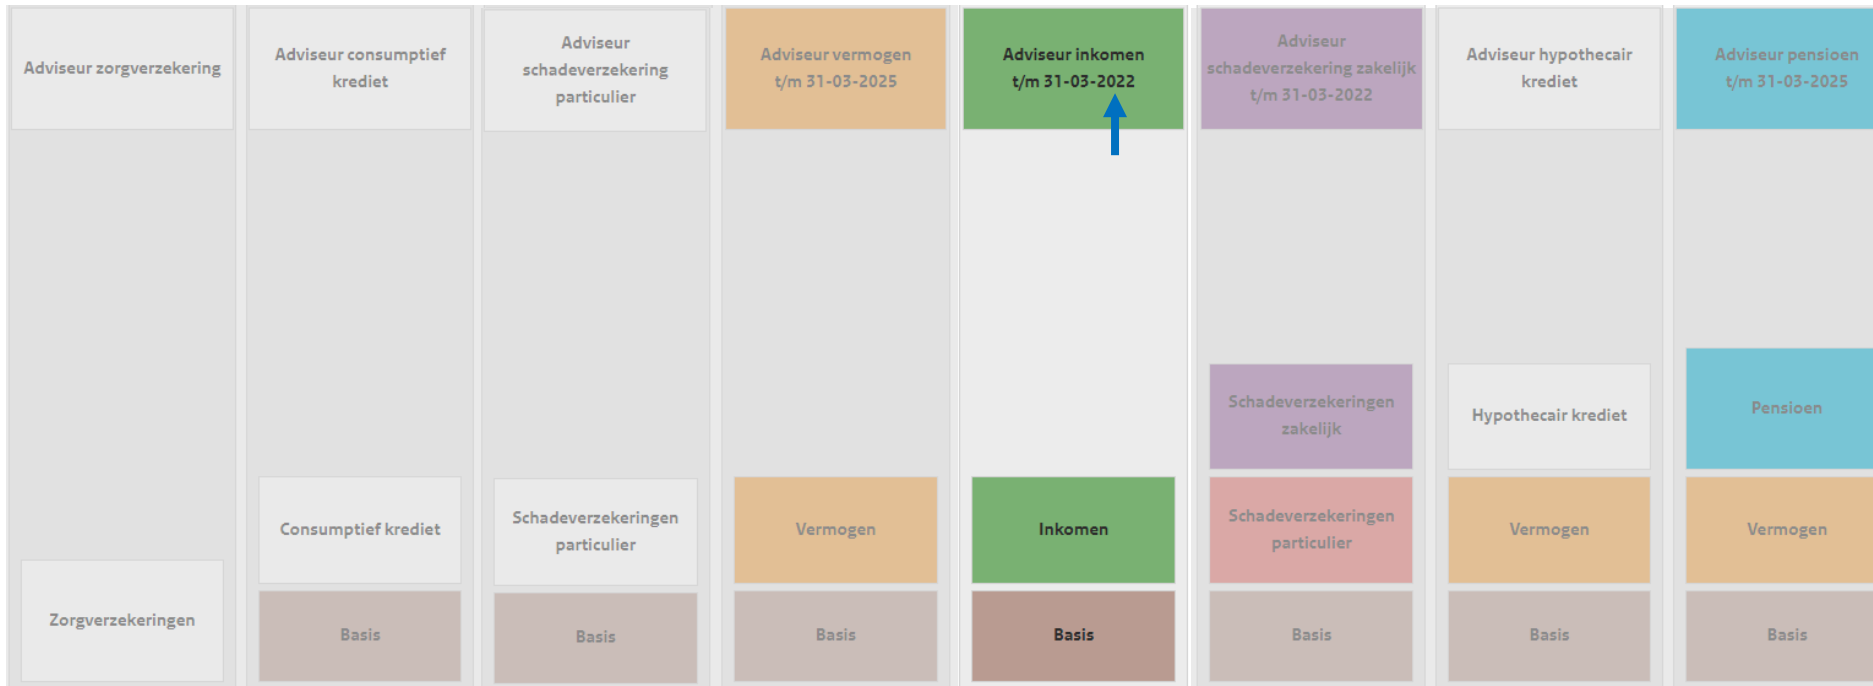 Adviseur zorgverzekering
Adviseur consumptief
krediet
Adviseur
schadeverzekering
particulier
Adviseur vermogen
t/m 31-03-2025
Adviseur inkomen
t/m 31-03-2022
Adviseur
schadeverzekering zakelijk
t/m 31-03-2022
Adviseur hypothecair
krediet
Adviseur pensioen
t/m 31-03-2025
Schadeverzekeringen
zakelijk
Hypothecair krediet
Pensioen
Consumptief krediet
Schadeverzekeringen
particulier
Vermogen
Inkomen
Schadeverzekeringen
particulier
Vermogen
Vermogen
Zorgverzekeringen
Basis
Basis
Basis
Basis
Basis
Basis
Basis